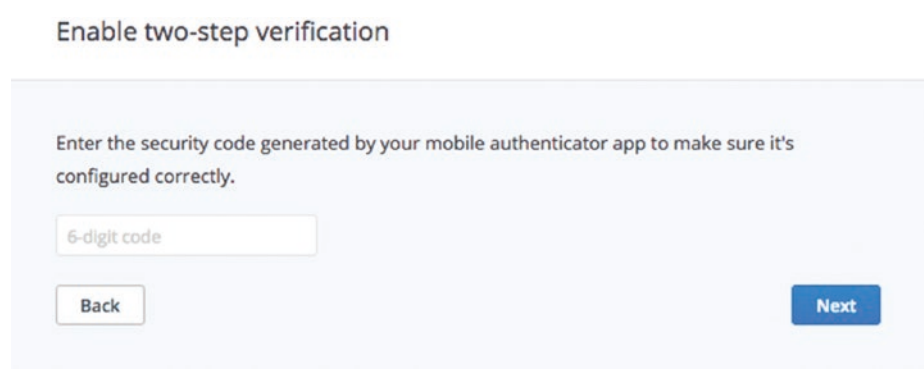 Enable two-step verification
Enter the security code generated by your mobile authenticator app to make sure it's
configured correctly.
6-digit code
Back
Next